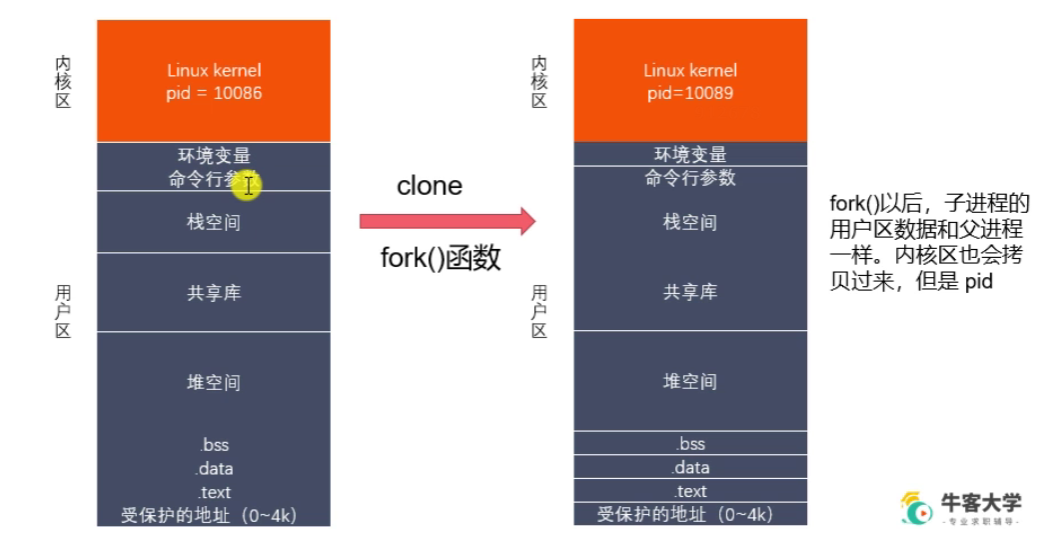 内核区
Linux kernel
pid = 10086
环境变量
命令行参数
栈空间
共享库
用户区
堆空间
.bss
.data
.text
受保护的地址（0~4k)
clone
fork()函数
内核区
Linux kernel
pid=10089
环境变量
命令行参数
栈空间
共享库
用户区
堆空间
.bss
.data
.text
受保护的地址（0~4k)
fork()以后，子进程的
用户区数据和父进程
一样。内核区也会拷
贝过来，但是 pid
牛客大学
-专业求职辅导-